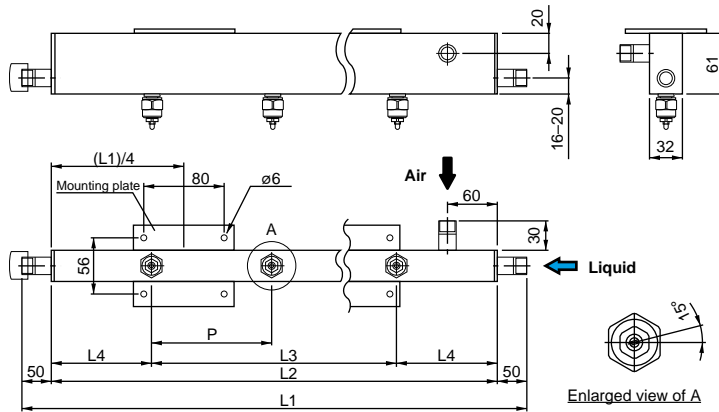 20
61
16–20
32
(L1)/4
Mounting plate
80
ø6
Air
60
A
30
56
Liquid
P
15°
L4
L3
L4
50
L2
50
L1
Enlarged view of A